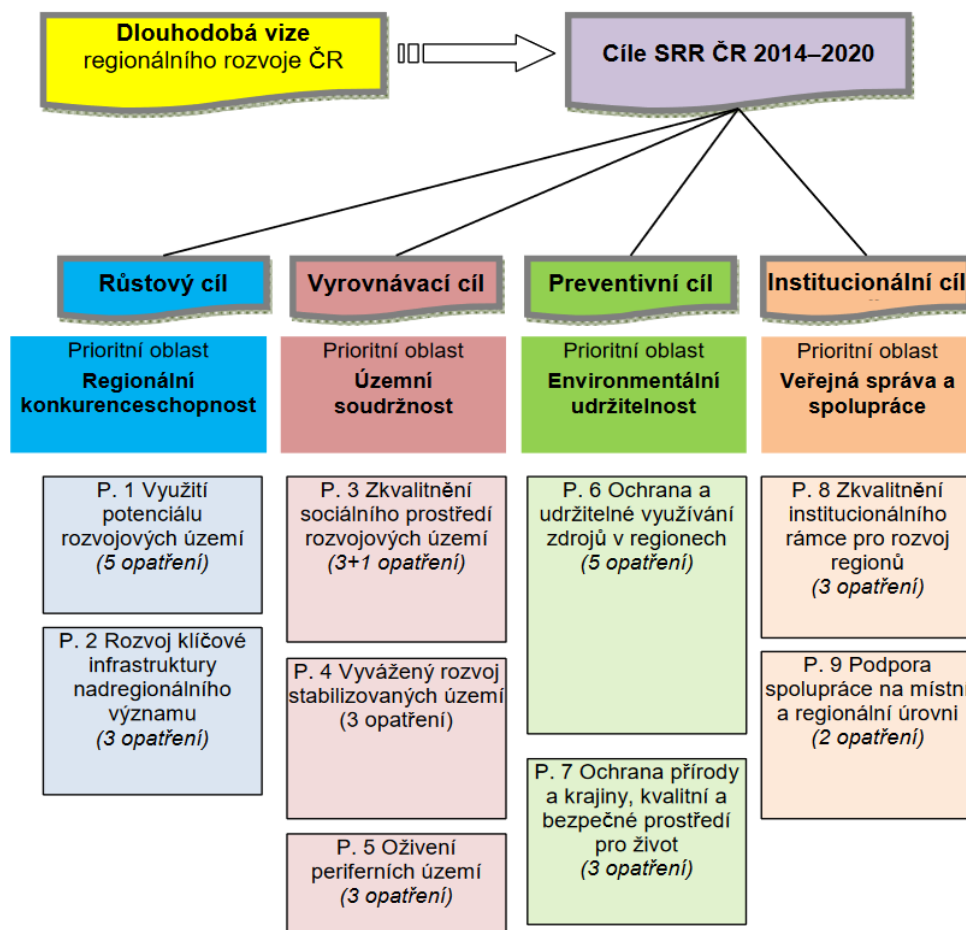 Dlouhodobá vize
regionálního rozvoje ČR
Cíle SRR ČR 2014–2020
Růstový cíl
Vyrovnávací cíl
Preventivní cíl
Institucionální cíl
Prioritní oblast
Regionální
konkurenceschopnost
Prioritní oblast
Územní
soudržnost
Prioritní oblast
Environmentální
udržitelnost
Prioritní oblast
Veřejná správa a
spolupráce
P. 1 Využití
potenciálu
rozvojových území
(5 opatření)
P. 2 Rozvoj klíčové
infrastruktury
nadregionálního
významu
(3 opatření)
P. 3 Zkvalitnění
sociálního prostředí
rozvojových území
(3+1 opatření)
P. 4 Vyvážený rozvoj
stabilizovaných území
(3 opatření)
P. 5 Oživení
periferních území
(3 opatření)
P. 6 Ochrana a
udržitelné využívání
zdrojů v regionech
(5 opatření)
P. 7 Ochrana přírody
a krajiny, kvalitní a
bezpečné prostředí
pro život
(3 opatření)
P. 8 Zkvalitnění
institucionálního
rámce pro rozvoj
regionů
(3 opatření)
P. 9 Podpora
spolupráce na místní
a regionální úrovni
(2 opatření)